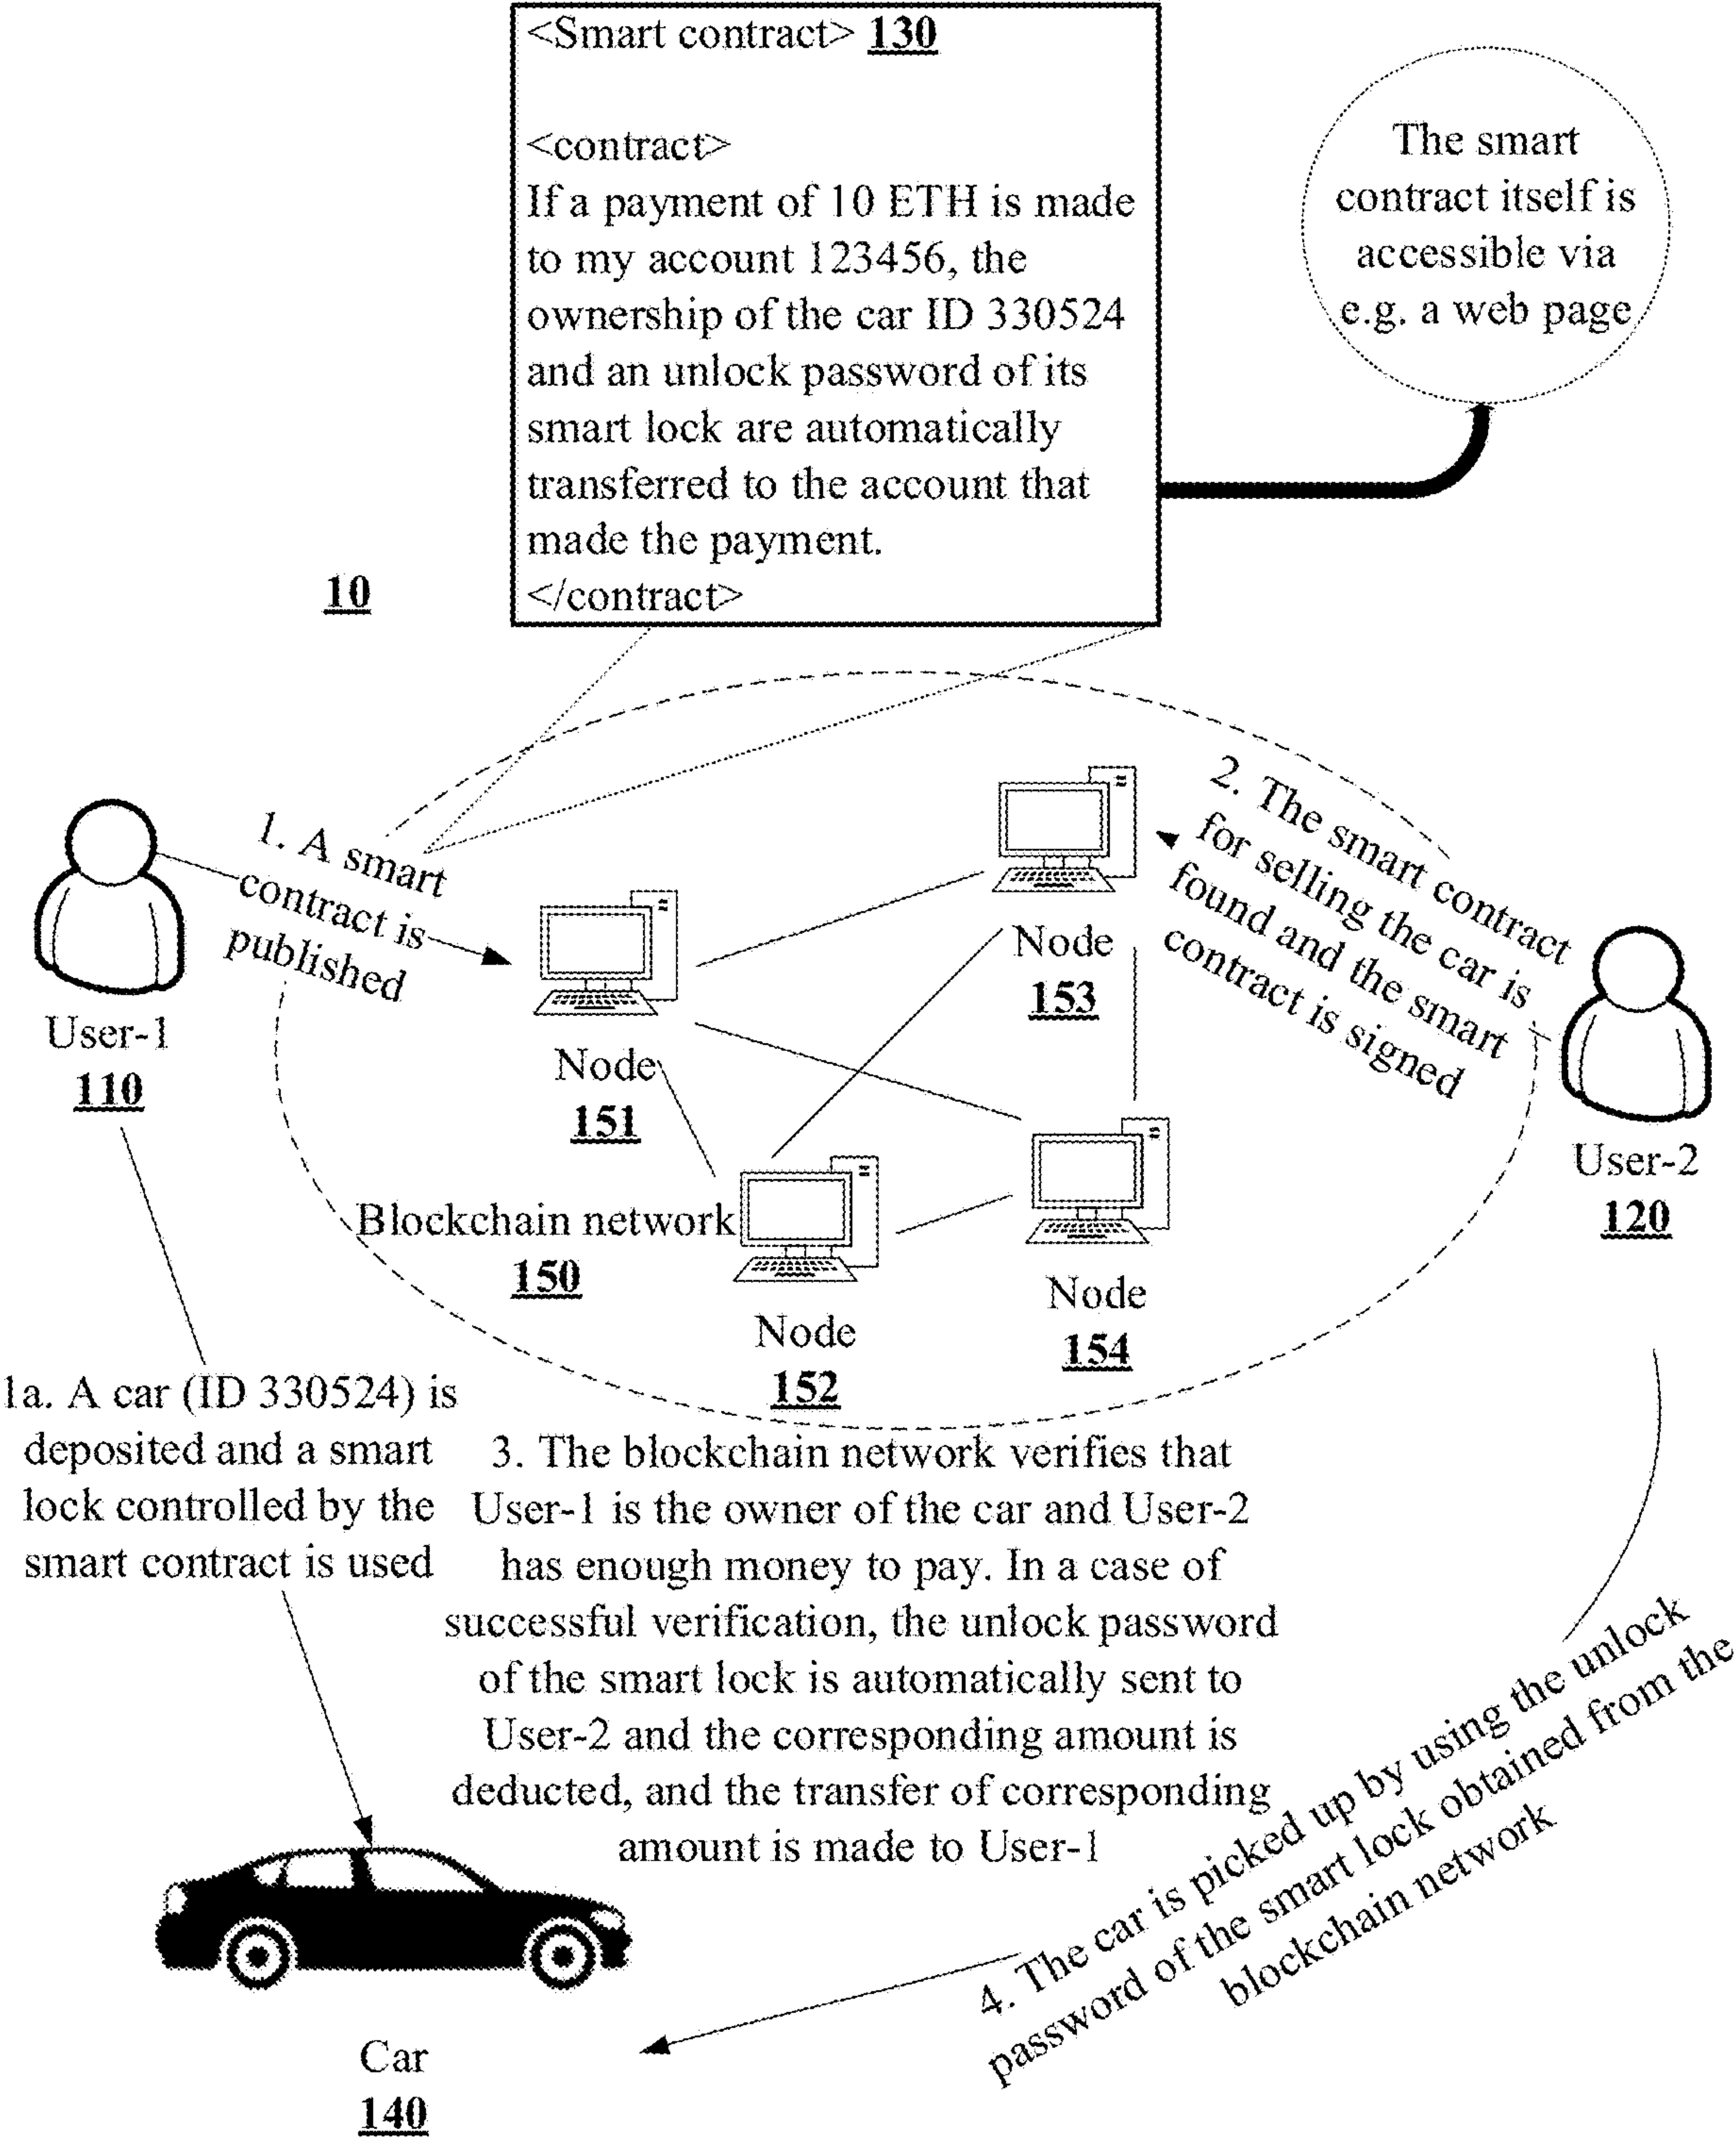 <Smart contract> 130
<contract>
If a payment of 10 ETH is made
to my account 123456, the
ownership of the car ID 330524
and an unlock password of its
smart lock are automatically
transferred to the account that
made the payment.
</contract>
The smart
contract itself is
accessible via
e.g. a web page
10
1. A smart
contract is
published
2. The smart contract
for selling the car is
found and the smart
contract is signed
User-1
110
Node
151
Node
153
User-2
120
Blockchain network
150
Node
152
Node
154
1a. A car (ID 330524) is
deposited and a smart
lock controlled by the
smart contract is used
3. The blockchain network verifies that
User-1 is the owner of the car and User-2
has enough money to pay. In a case of
successful verification, the unlock password
of the smart lock is automatically sent to
User-2 and the corresponding amount is
deducted, and the transfer of corresponding
amount is made to User-1
4. The car is picked up by using the unlock
password of the smart lock obtained from the
blockchain network
Car
140